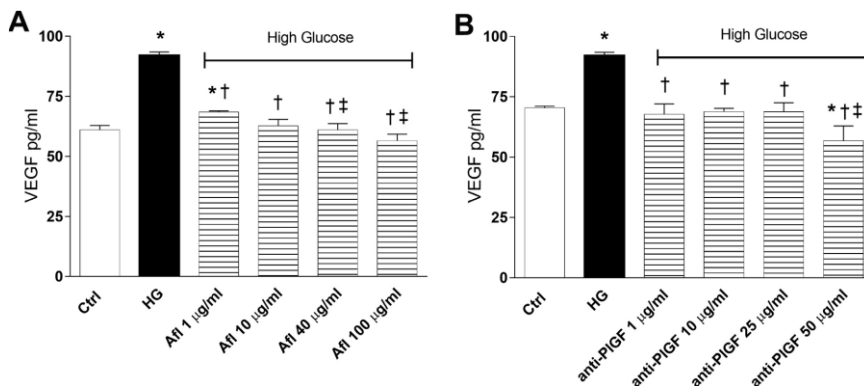 A
High Glucose
VEGF pg/ml
100
75
50
25
0
*
*†
†
†‡
†‡
Ctrl
HG
Afl 1 µg/ml
Afl 10 µg/ml
Afl 40 µg/ml
Afl 100 µg/ml
B
High Glucose
VEGF pg/ml
100
75
50
25
0
*
†
†
†
*†‡
Ctrl
HG
anti-PlGF 1 µg/ml
anti-PlGF 10 µg/ml
anti-PlGF 25 µg/ml
anti-PlGF 50 µg/ml